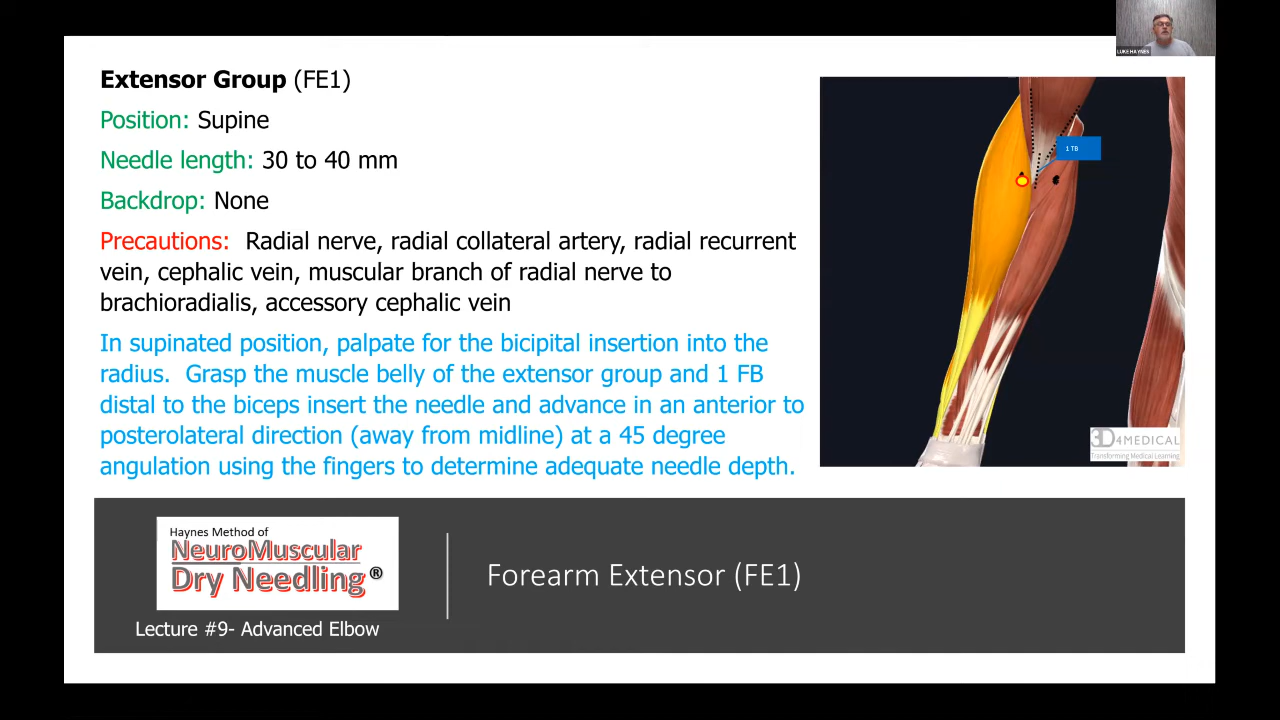 LUKE HAYNES
Extensor Group (FE1)
Position: Supine
Needle length: 30 to 40 mm
Backdrop: None
Precautions: Radial nerve, radial collateral artery, radial recurrent
vein, cephalic vein, muscular branch of radial nerve to
brachioradialis, accessory cephalic vein
In supinated position, palpate for the bicipital insertion into the
radius. Grasp the muscle belly of the extensor group and 1 FB
distal to the biceps insert the needle and advance in an anterior to
posterolateral direction (away from midline) at a 45 degree
angulation using the fingers to determine adequate needle depth.
1 TB
3D4MEDICAL
Transforming Medical Learning
Haynes Method of
NeuroMuscular
Dry Needling®
Lecture #9- Advanced Elbow
Forearm Extensor (FE1)